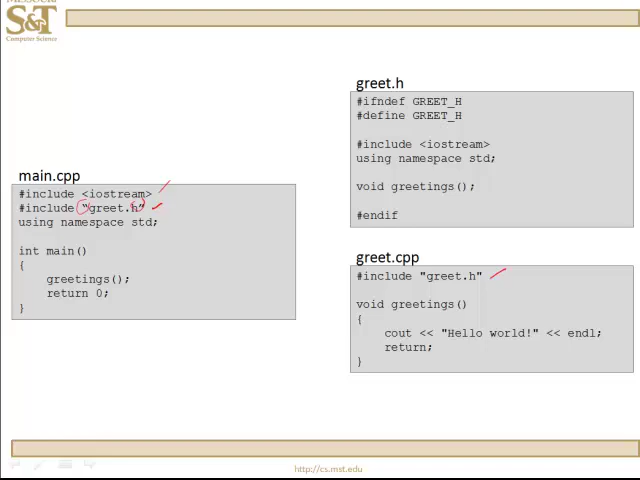 Missouri
S&T
Computer Science
main.cpp
#include <iostream>
#include "greet.h"
using namespace std;
int main()
{
greetings();
return 0;
}
greet.h
#ifndef GREET_H
#define GREET_H
#include <iostream>
using namespace std;
void greetings();
#endif
greet.cpp
#include "greet.h"
void greetings()
{
cout << "Hello world!" << endl;
return;
}
http://cs.mst.edu